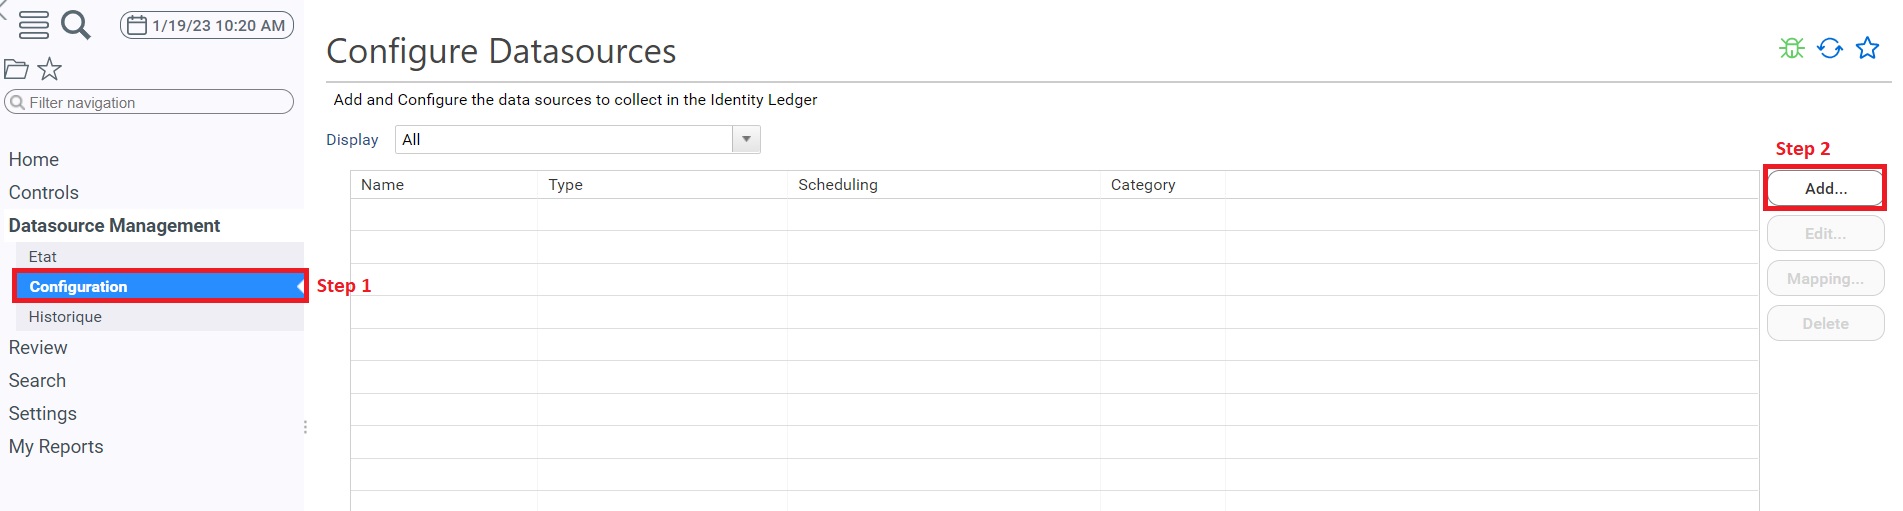 1/19/23 10:20 AM
Filter navigation
Home
Controls
Datasource Management
Etat
Configuration
Step 1
Historique
Review
Search
Settings
My Reports
Configure Datasources
Add and Configure the data sources to collect in the Identity Ledger
Display All
Name Type Scheduling Category
Step 2
Add...
Edit...
Mapping...
Delete